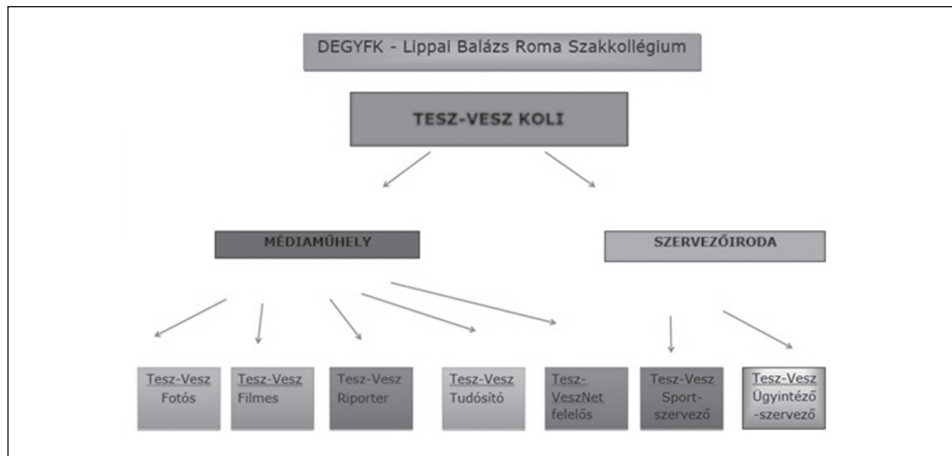 DEGYFK - Lippai Balázs Roma Szakkollégium
TESZ-VESZ KOLI
MÉDIAMŰHELY
SZERVEZŐIRODA
Tesz-Vesz
Fotós
Tesz-Vesz
Filmes
Tesz-Vesz
Riporter
Tesz-Vesz
Tudósító
Tesz-
VeszNet
felelős
Tesz-Vesz
Sport-
szervező
Tesz-Vesz
Ügyintéző
-szervező